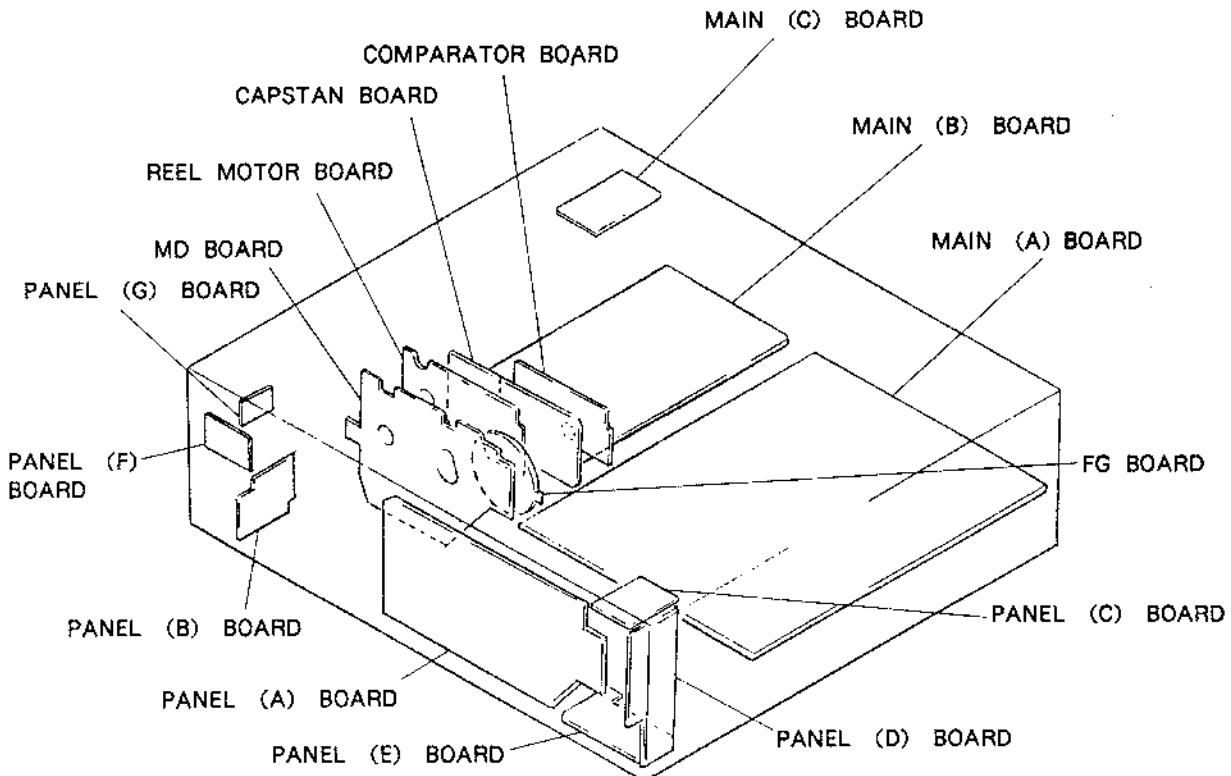 MAIN (C) BOARD
COMPARATOR BOARD
CAPSTAN BOARD
MAIN (B) BOARD
REEL MOTOR BOARD
MD BOARD
MAIN (A) BOARD
PANEL (G) BOARD
PANEL (F)
BOARD
FG BOARD
PANEL (B) BOARD
PANEL (C) BOARD
PANEL (A) BOARD
PANEL (E) BOARD
PANEL (D) BOARD